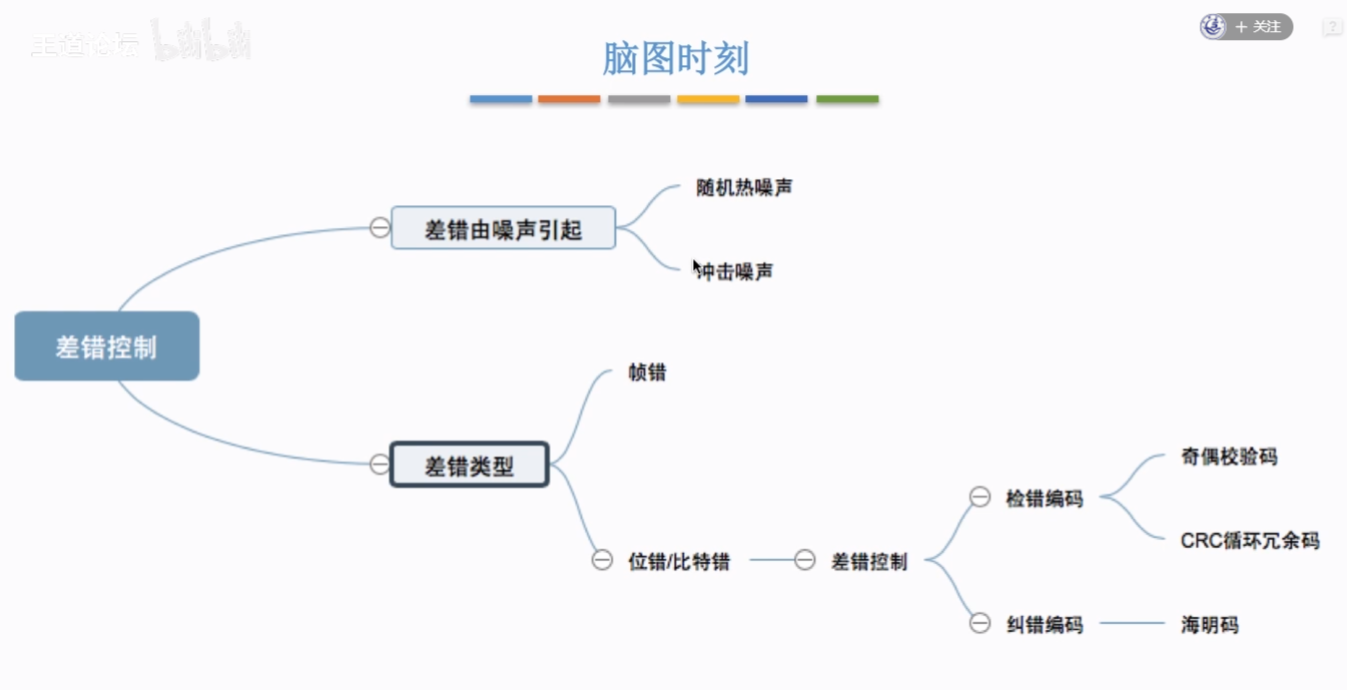 王道论坛 bilibili
+ 关注
?
脑图时刻
随机热噪声
差错由噪声引起
冲击噪声
差错控制
帧错
差错类型
奇偶校验码
检错编码
CRC循环冗余码
位错/比特错
差错控制
纠错编码
海明码